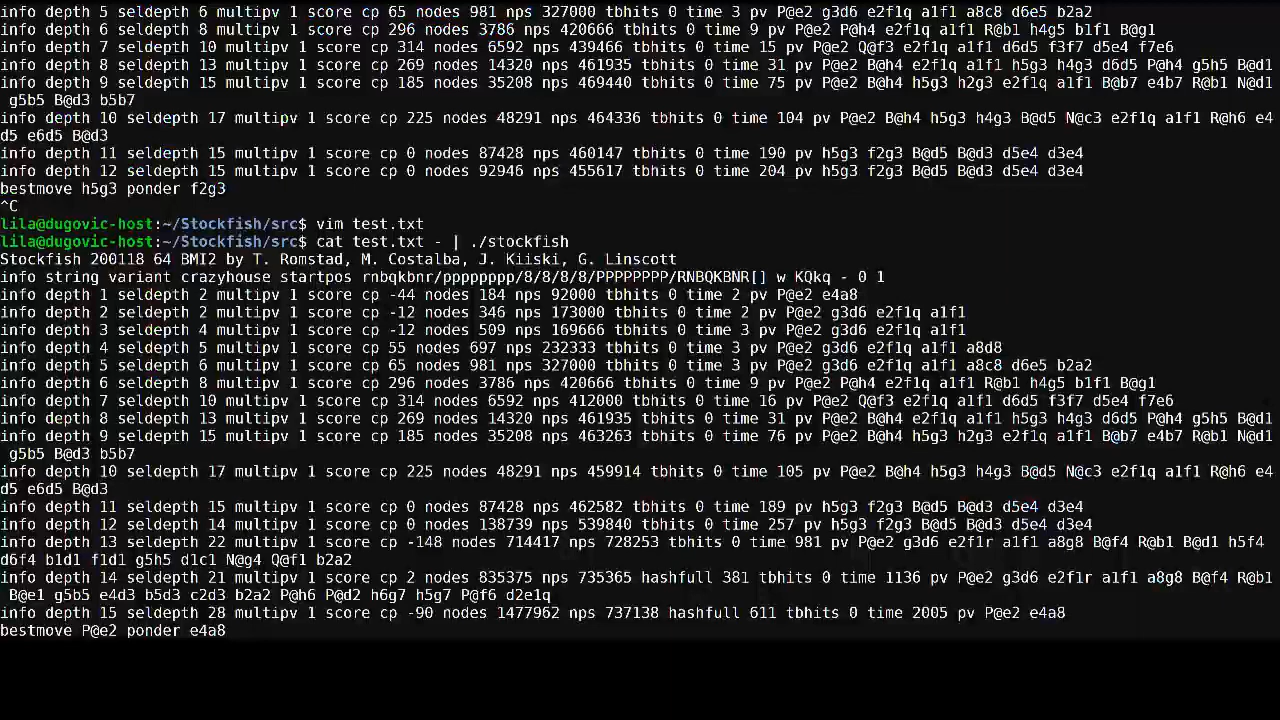 info depth 5 seldepth 6 multipv 1 score cp 65 nodes 981 nps 327000 tbhits 0 time 3 pv P@e2 g3d6 e2f1q a1f1 a8c8 d6e5 b2a2
info depth 6 seldepth 8 multipv 1 score cp 296 nodes 3786 nps 420666 tbhits 0 time 9 pv P@e2 P@h4 e2f1q a1f1 R@b1 h4g5 b1f1 B@g1
info depth 7 seldepth 10 multipv 1 score cp 314 nodes 6592 nps 439466 tbhits 0 time 15 pv P@e2 Q@f3 e2f1q a1f1 d6d5 f3f7 d5e4 f7e6
info depth 8 seldepth 13 multipv 1 score cp 269 nodes 14320 nps 461935 tbhits 0 time 31 pv P@e2 B@h4 e2f1q a1f1 h5g3 h4g3 d6d5 P@h4 g5h5 B@d1
info depth 9 seldepth 15 multipv 1 score cp 185 nodes 35208 nps 469440 tbhits 0 time 75 pv P@e2 B@h4 h5g3 h2g3 e2f1q a1f1 B@b7 e4b7 R@b1 N@d1
 g5b5 B@d3 b5b7
info depth 10 seldepth 17 multipv 1 score cp 225 nodes 48291 nps 464336 tbhits 0 time 104 pv P@e2 B@h4 h5g3 h4g3 B@d5 N@c3 e2f1q a1f1 R@h6 e4
d5 e6d5 B@d3
info depth 11 seldepth 15 multipv 1 score cp 0 nodes 87428 nps 460147 tbhits 0 time 190 pv h5g3 f2g3 B@d5 B@d3 d5e4 d3e4
info depth 12 seldepth 15 multipv 1 score cp 0 nodes 92946 nps 455617 tbhits 0 time 204 pv h5g3 f2g3 B@d5 B@d3 d5e4 d3e4
bestmove h5g3 ponder f2g3
^C
lila@dugovic-host:~/Stockfish/src$ vim test.txt
lila@dugovic-host:~/Stockfish/src$ cat test.txt - | ./stockfish
Stockfish 200118 64 BMI2 by T. Romstad, M. Costalba, J. Kiiski, G. Linscott
info string variant crazyhouse startpos rnbqkbnr/pppppppp/8/8/8/8/PPPPPPPP/RNBQKBNR[] w KQkq - 0 1
info depth 1 seldepth 2 multipv 1 score cp -44 nodes 184 nps 92000 tbhits 0 time 2 pv P@e2 e4a8
info depth 2 seldepth 2 multipv 1 score cp -12 nodes 346 nps 173000 tbhits 0 time 2 pv P@e2 g3d6 e2f1q a1f1
info depth 3 seldepth 4 multipv 1 score cp -12 nodes 509 nps 169666 tbhits 0 time 3 pv P@e2 g3d6 e2f1q a1f1
info depth 4 seldepth 5 multipv 1 score cp 55 nodes 697 nps 232333 tbhits 0 time 3 pv P@e2 g3d6 e2f1q a1f1 a8d8
info depth 5 seldepth 6 multipv 1 score cp 65 nodes 981 nps 327000 tbhits 0 time 3 pv P@e2 g3d6 e2f1q a1f1 a8c8 d6e5 b2a2
info depth 6 seldepth 8 multipv 1 score cp 296 nodes 3786 nps 420666 tbhits 0 time 9 pv P@e2 P@h4 e2f1q a1f1 R@b1 h4g5 b1f1 B@g1
info depth 7 seldepth 10 multipv 1 score cp 314 nodes 6592 nps 412000 tbhits 0 time 16 pv P@e2 Q@f3 e2f1q a1f1 d6d5 f3f7 d5e4 f7e6
info depth 8 seldepth 13 multipv 1 score cp 269 nodes 14320 nps 461935 tbhits 0 time 31 pv P@e2 B@h4 e2f1q a1f1 h5g3 h4g3 d6d5 P@h4 g5h5 B@d1
info depth 9 seldepth 15 multipv 1 score cp 185 nodes 35208 nps 463263 tbhits 0 time 76 pv P@e2 B@h4 h5g3 h2g3 e2f1q a1f1 B@b7 e4b7 R@b1 N@d1
 g5b5 B@d3 b5b7
info depth 10 seldepth 17 multipv 1 score cp 225 nodes 48291 nps 459914 tbhits 0 time 105 pv P@e2 B@h4 h5g3 h4g3 B@d5 N@c3 e2f1q a1f1 R@h6 e4
d5 e6d5 B@d3
info depth 11 seldepth 15 multipv 1 score cp 0 nodes 87428 nps 462582 tbhits 0 time 189 pv h5g3 f2g3 B@d5 B@d3 d5e4 d3e4
info depth 12 seldepth 14 multipv 1 score cp 0 nodes 138739 nps 539840 tbhits 0 time 257 pv h5g3 f2g3 B@d5 B@d3 d5e4 d3e4
info depth 13 seldepth 22 multipv 1 score cp -148 nodes 714417 nps 728253 tbhits 0 time 981 pv P@e2 g3d6 e2f1r a1f1 a8g8 B@f4 R@b1 B@d1 h5f4
d6f4 b1d1 f1d1 g5h5 d1c1 N@g4 Q@f1 b2a2
info depth 14 seldepth 21 multipv 1 score cp 2 nodes 835375 nps 735365 hashfull 381 tbhits 0 time 1136 pv P@e2 g3d6 e2f1r a1f1 a8g8 B@f4 R@b1
B@e1 g5b5 e4d3 b5d3 c2d3 b2a2 P@h6 P@d2 h6g7 h5g7 P@f6 d2e1q
info depth 15 seldepth 28 multipv 1 score cp -90 nodes 1477962 nps 737138 hashfull 611 tbhits 0 time 2005 pv P@e2 e4a8
bestmove P@e2 ponder e4a8